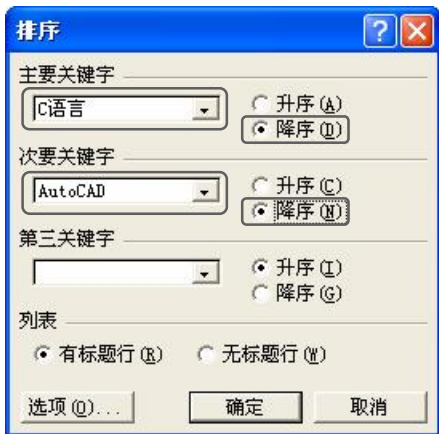 排序
主要关键字
C语言
升序(A)
降序(D)
次要关键字
AutoCAD
升序(C)
降序(N)
第三关键字
升序(I)
降序(G)
列表
有标题行(R) 无标题行(W)
选项(O)... 确定 取消